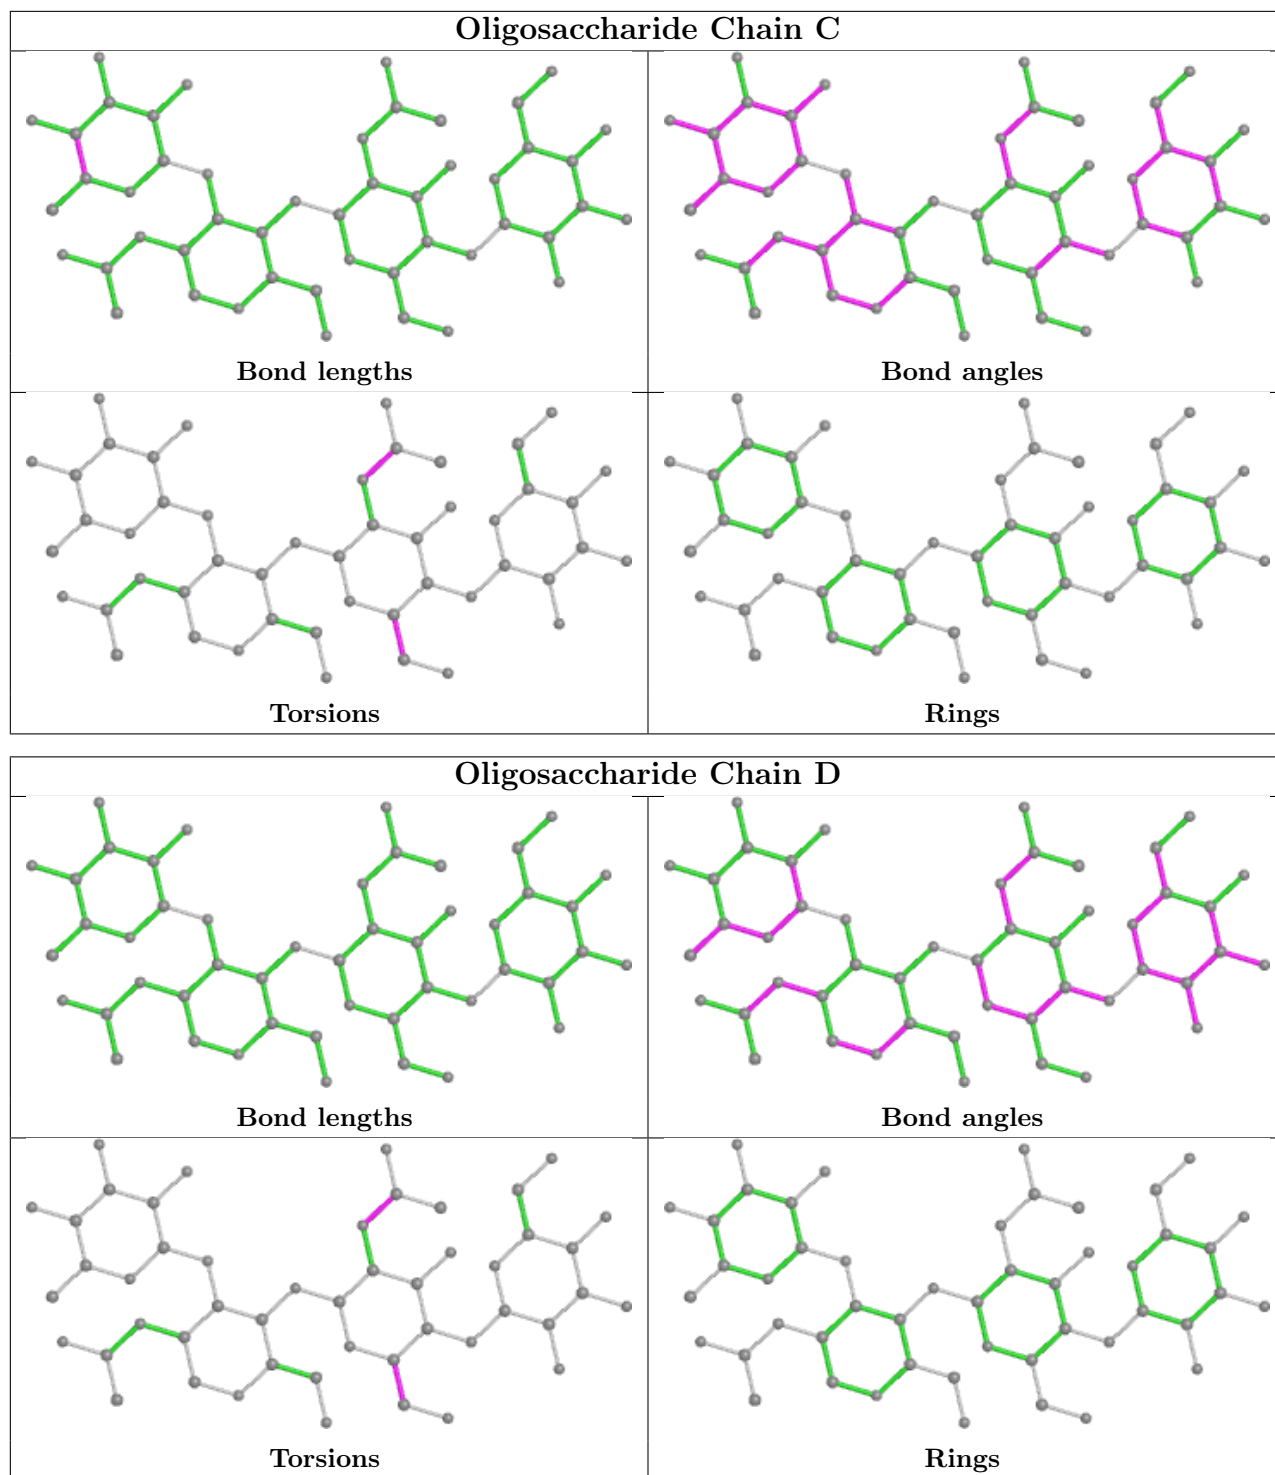 Oligosaccharide Chain C
Bond lengths
Bond angles
Torsions
Rings
Oligosaccharide Chain D
Bond lengths
Bond angles
Torsions
Rings